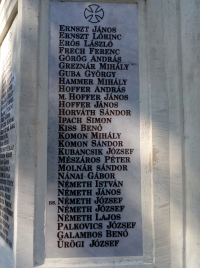 ERNSZT JÁNOS
ERNSZT LŐRINC
ERŐS LÁSZLÓ
FRECH FERENC
GÖRÖG ANDRÁS
GREZNÁR MIHÁLY
GUBA GYÖRGY
HAMMER MIHÁLY
HOFFER ANDRÁS
M. HOFFER JÁNOS
HOFFER JÁNOS
HORVÁTH SÁNDOR
IPACH SIMON
KISS BENŐ
KOMON MIHÁLY
KOMON SÁNDOR
KUBANCSIK JÓZSEF
MÉSZÁROS PÉTER
MOLNÁR SÁNDOR
NÁNAI GÁBOR
NÉMETH ISTVÁN
NÉMETH JÁNOS
NÉMETH JÓZSEF
NÉMETH JÓZSEF
NÉMETH LAJOS
PALKOVICS JÓZSEF
GALAMBOS BENŐ
ÜRÖGI JÓZSEF